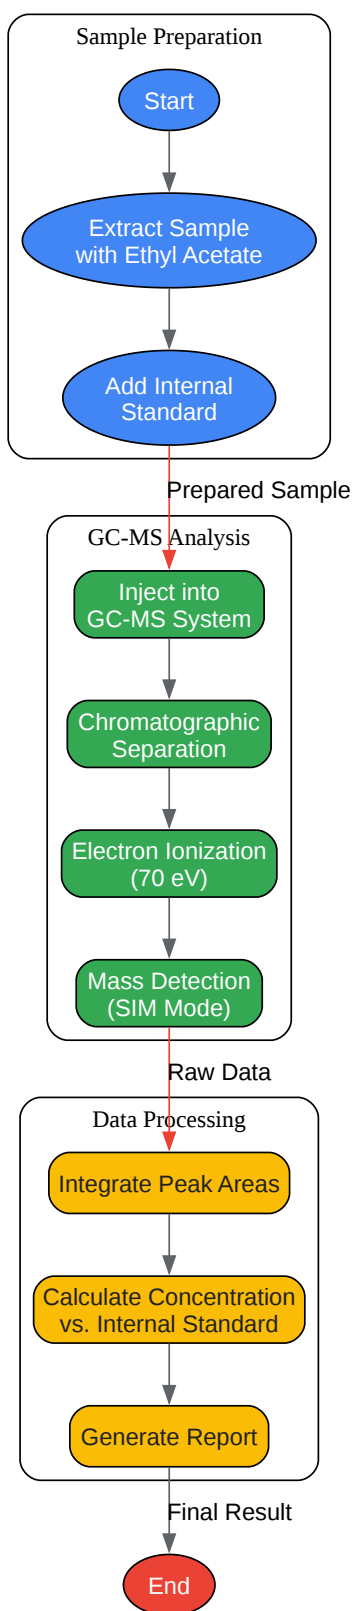 Sample Preparation
Start
Extract Sample
with Ethyl Acetate
Add Internal
Standard
Prepared Sample
GC-MS Analysis
Inject into
GC-MS System
Chromatographic
Separation
Electron Ionization
(70 eV)
Mass Detection
(SIM Mode)
Raw Data
Data Processing
Integrate Peak Areas
Calculate Concentration
vs. Internal Standard
Generate Report
Final Result
End